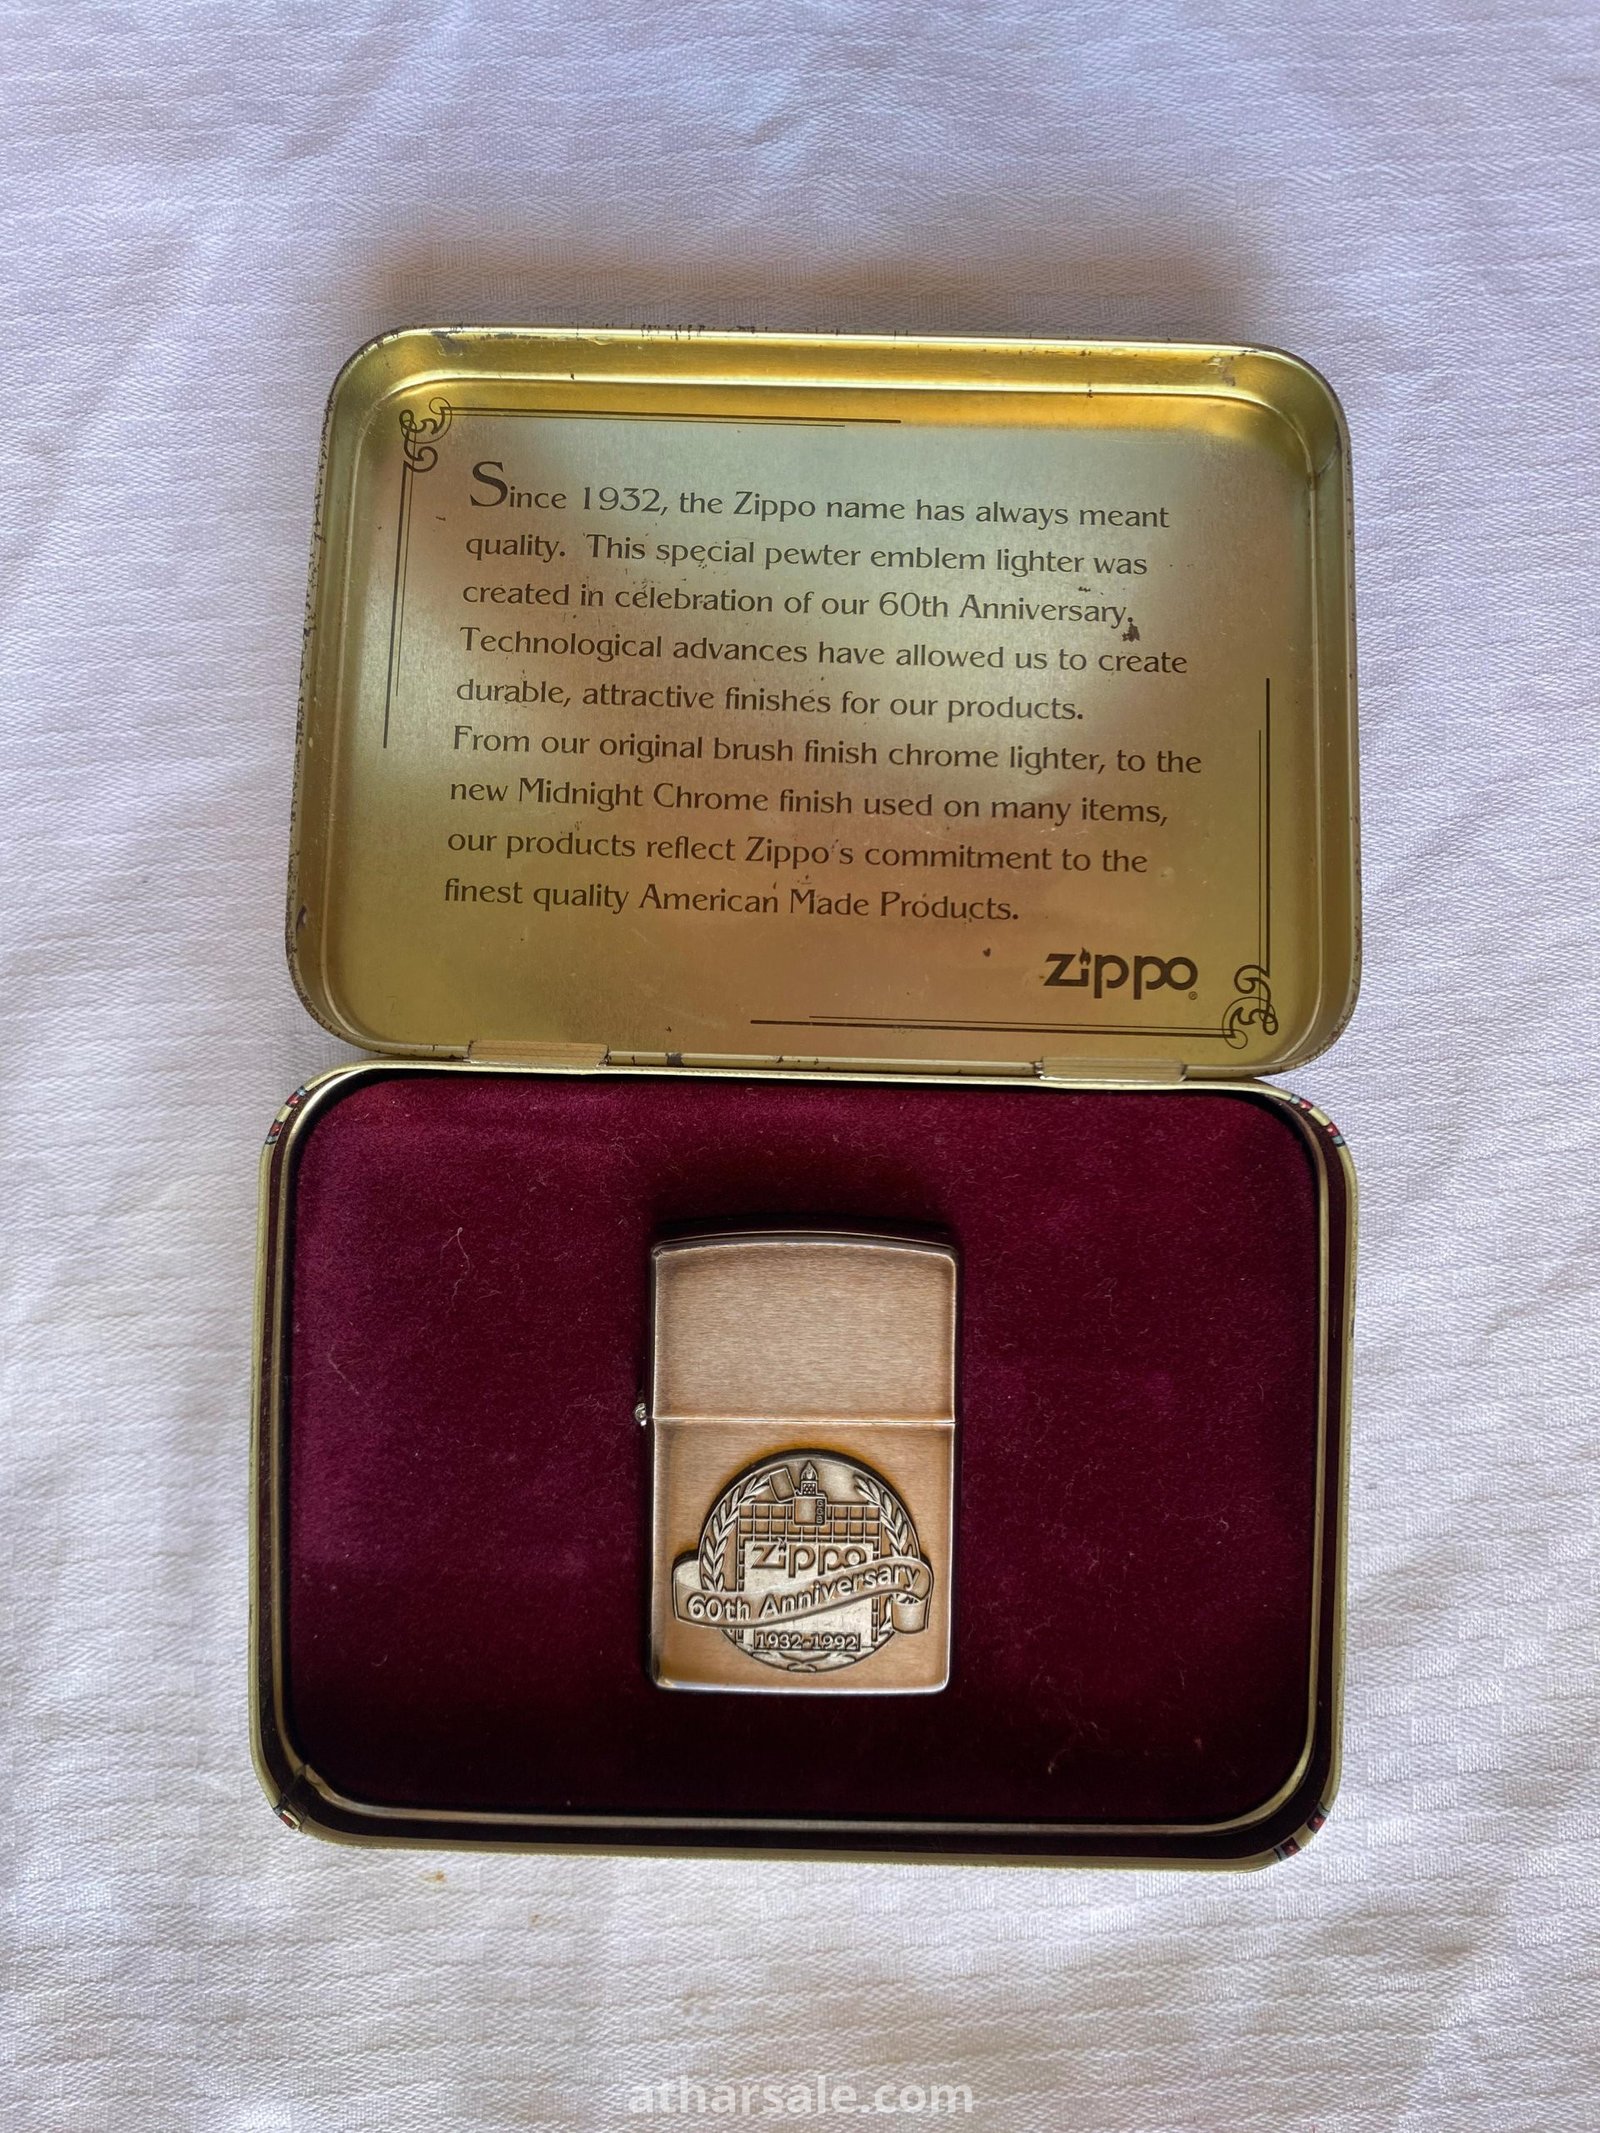 Since 1932, the Zippo name has always meant
quality. This special pewter emblem lighter was
created in celebration of our 60th Anniversary.
Technological advances have allowed us to create
durable, attractive finishes for our products.
From our original brush finish chrome lighter, to the
new Midnight Chrome finish used on many items,
our products reflect Zippo's commitment to the
finest quality American Made Products.
zippo®
zippo
60th Anniversary
1932-1992
atharsale.com